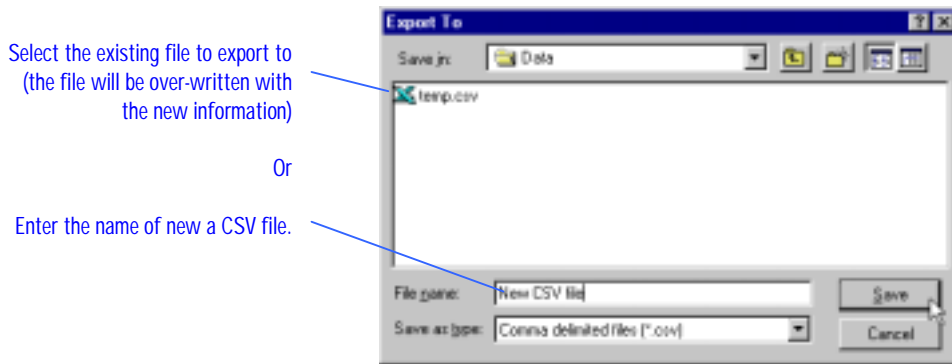 Export To
Select the existing file to export to
(the file will be over-written with
the new information)
Or
Enter the name of new a CSV file.
Save in:
Data
temp.csv
File name:
New CSV file
Save
Save as type:
Comma delimited files (*.csv)
Cancel